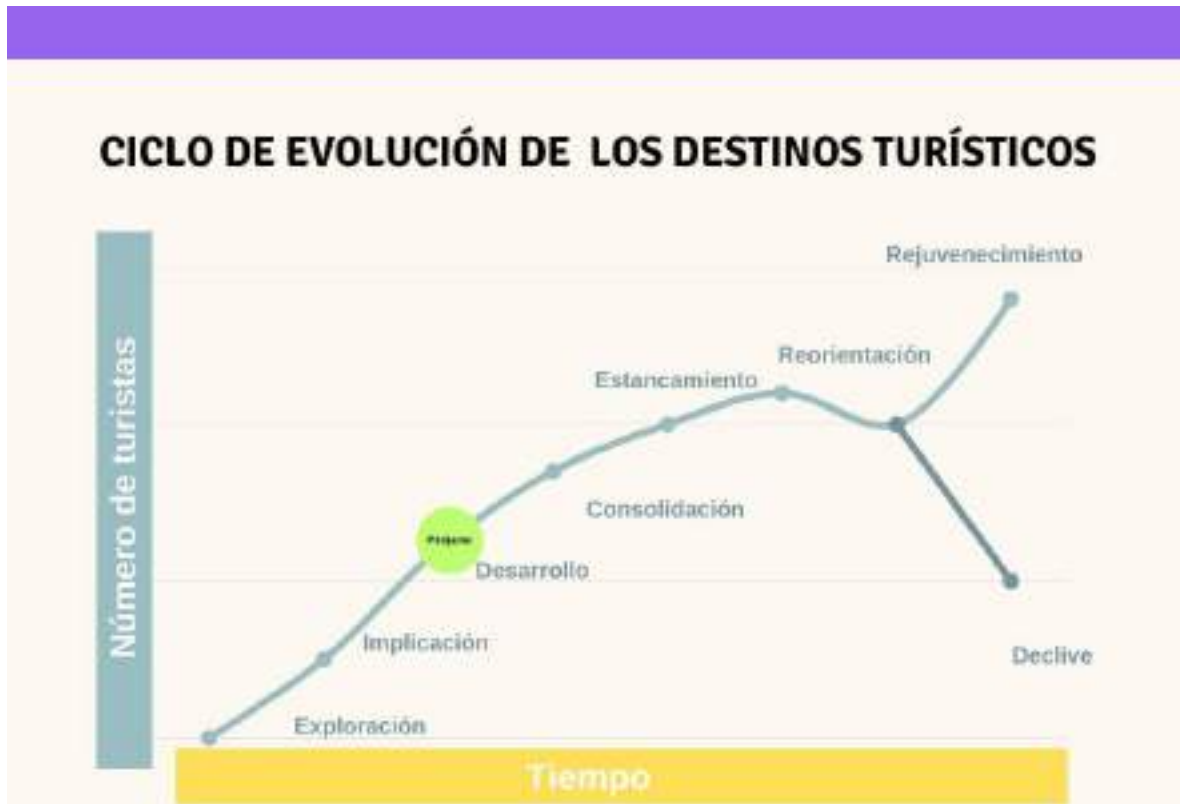 CICLO DE EVOLUCIÓN DE LOS DESTINOS TURÍSTICOS
Número de turistas
Rejuvenecimiento
Reorientación
Estancamiento
Consolidación
Desarrollo
Implicación
Declive
Exploración
Tiempo